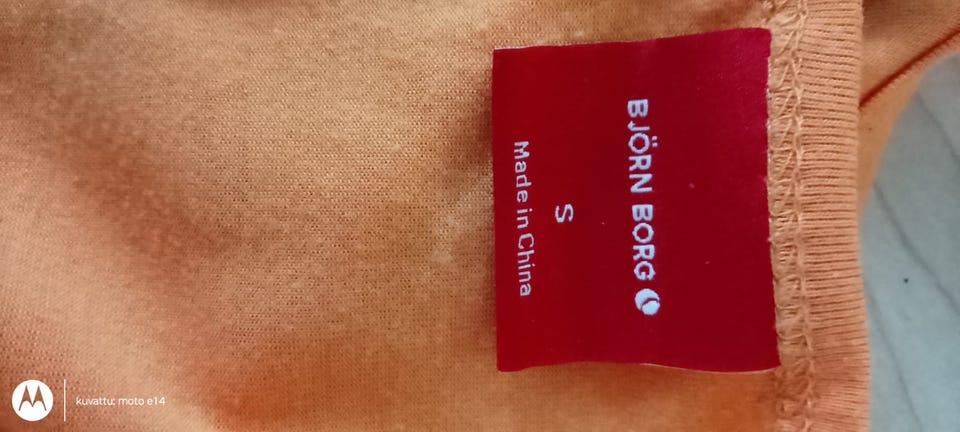 BJÖRN BORG
S
Made in China
kuvattu: moto e14